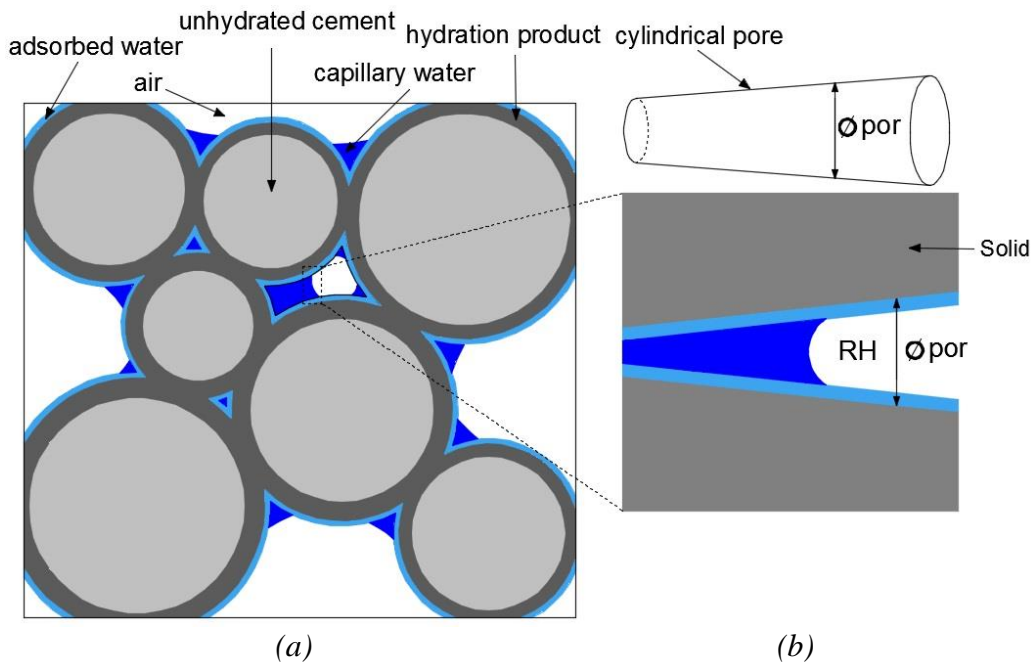 unhydrated cement
adsorbed water
hydration product
cylindrical pore
capillary water
air
Ø por
Solid
RH
Ø por
(a)
(b)